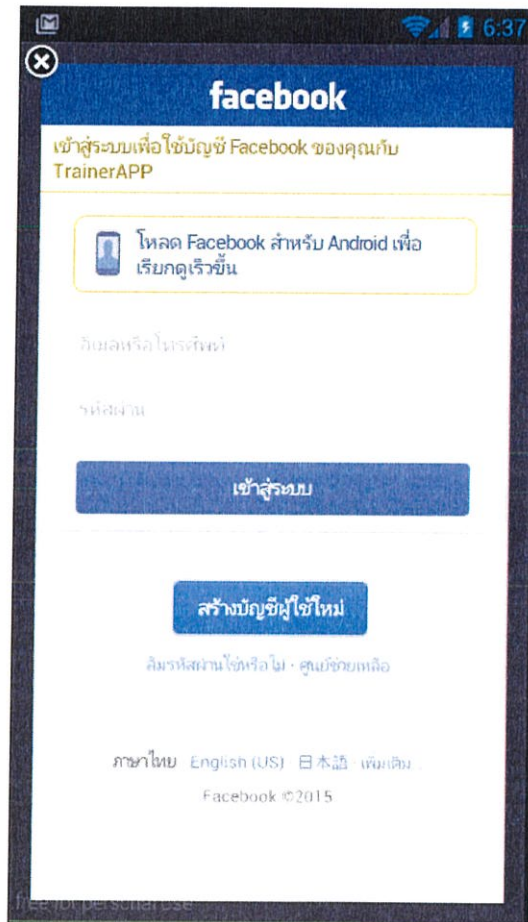 6:37
facebook
เข้าสู่ระบบเพื่อใช้บัญชี Facebook ของคุณกับ
TrainerAPP
โหลด Facebook สำหรับ Android เพื่อ
เรียกดูเร็วขึ้น
อีเมลหรือโทรศัพท์
รหัสผ่าน
เข้าสู่ระบบ
สร้างบัญชีผู้ใช้ใหม่
ลืมรหัสผ่านใช่หรือไม่ · ศูนย์ช่วยเหลือ
ภาษาไทย English (US) 日本語 เพิ่มเติม...
Facebook ©2015
free for personal use